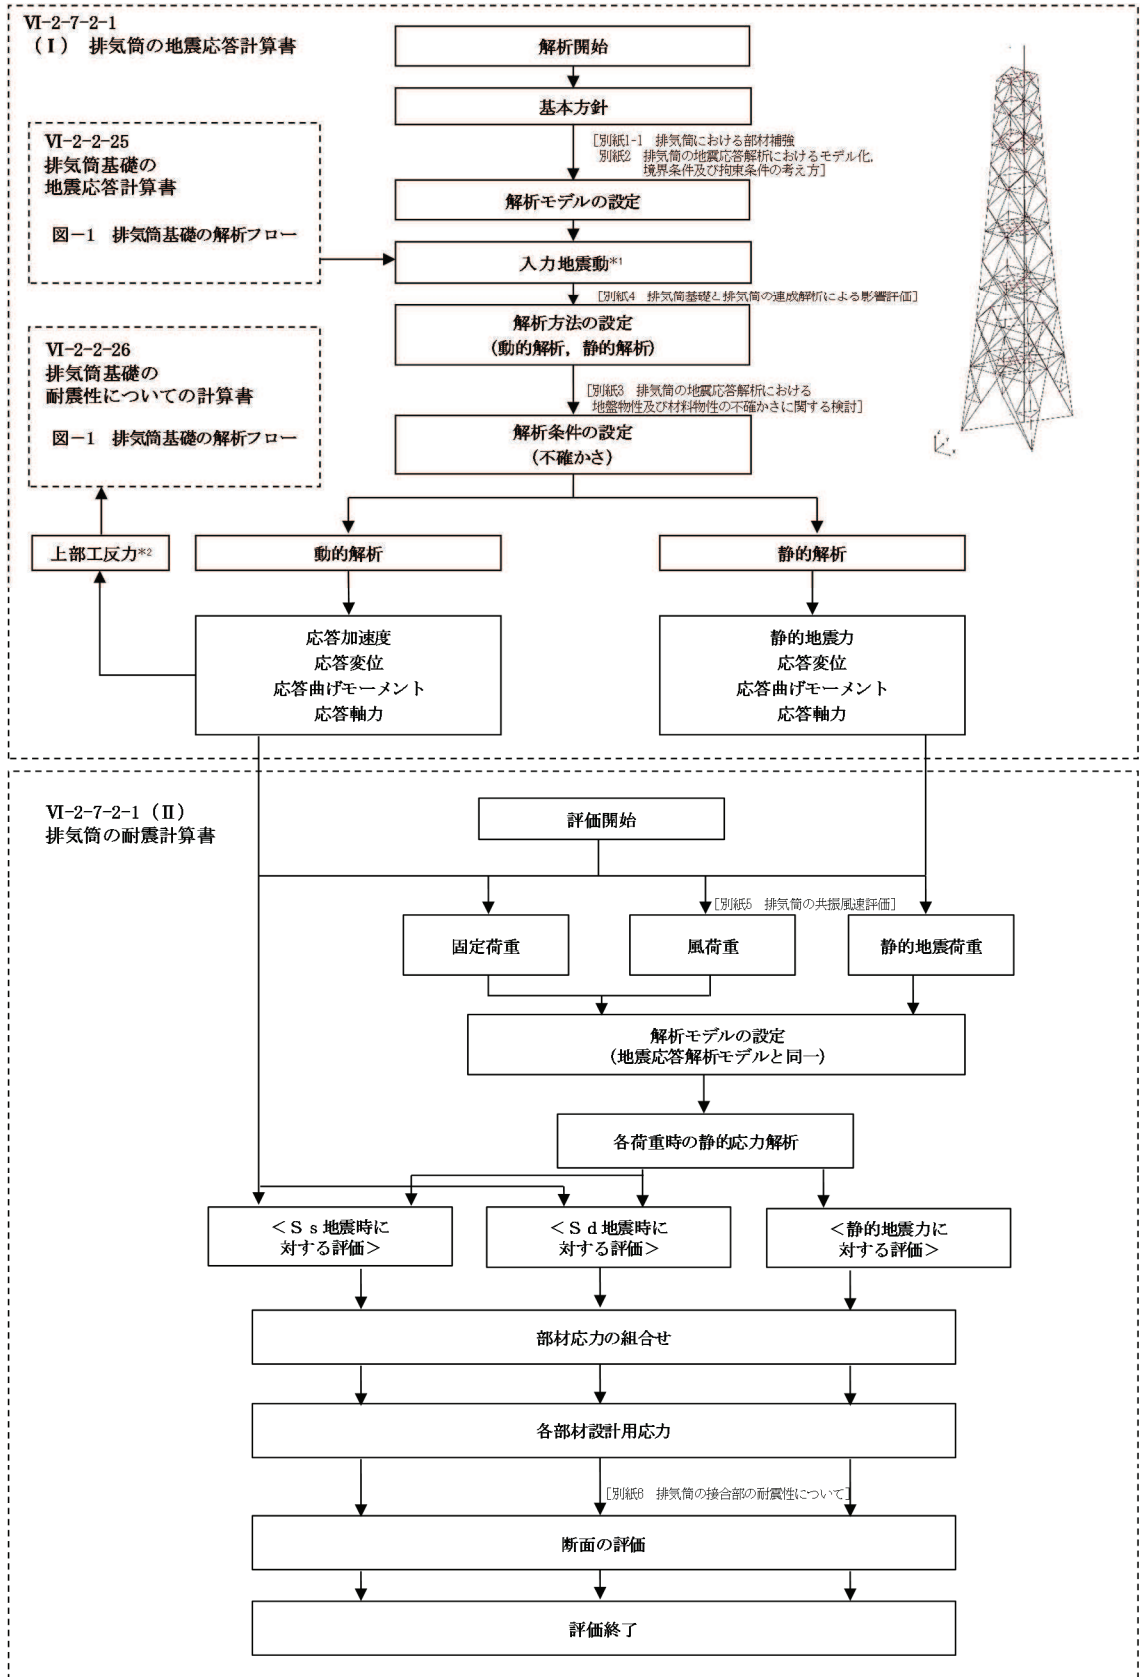 Ⅵ-2-7-2-1
(Ⅰ) 排気筒の地震応答計算書
解析開始
基本方針
[別紙1-1 排気筒における部材補強
別紙2 排気筒の地震応答解析におけるモデル化,
境界条件及び拘束条件の考え方]
Ⅵ-2-2-25
排気筒基礎の
地震応答計算書
図-1 排気筒基礎の解析フロー
解析モデルの設定
入力地震動*1
[別紙4 排気筒基礎と排気筒の連成解析による影響評価]
Ⅵ-2-2-26
排気筒基礎の
耐震性についての計算書
図-1 排気筒基礎の解析フロー
解析方法の設定
(動的解析,静的解析)
[別紙3 排気筒の地震応答解析における
地盤物性及び材料物性の不確かさに関する検討]
解析条件の設定
(不確かさ)
上部工反力*2
動的解析
静的解析
応答加速度
応答変位
応答曲げモーメント
応答軸力
静的地震力
応答変位
応答曲げモーメント
応答軸力
Ⅵ-2-7-2-1(Ⅱ)
排気筒の耐震計算書
評価開始
[別紙5 排気筒の共振風速評価]
固定荷重
風荷重
静的地震荷重
解析モデルの設定
(地震応答解析モデルと同一)
各荷重時の静的応力解析
<Ss地震時に
対する評価>
<Sd地震時に
対する評価>
<静的地震力に
対する評価>
部材応力の組合せ
各部材設計用応力
[別紙6 排気筒の接合部の耐震性について]
断面の評価
評価終了